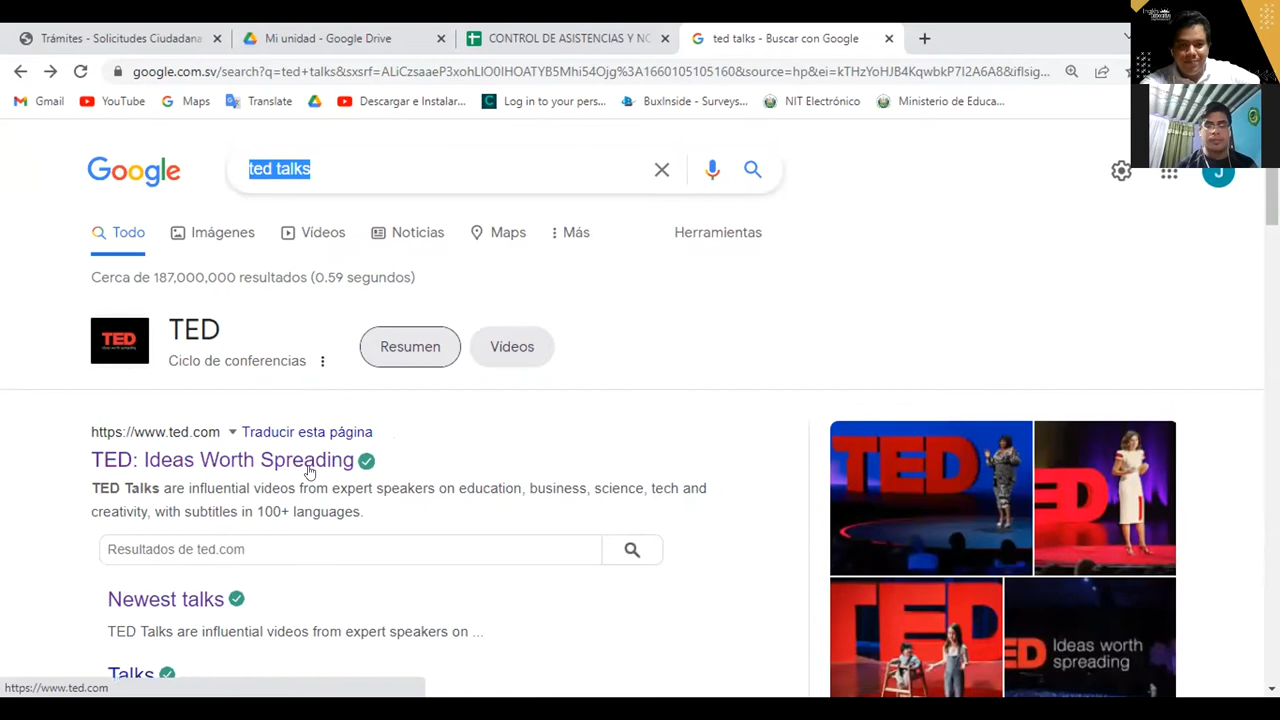 Trámites - Solicitudes Ciudadana
Mi unidad - Google Drive
CONTROL DE ASISTENCIAS Y NO
ted talks - Buscar con Google
google.com.sv/search?q=ted+talks&sxsrf=ALiCzsaaeP3xohLlO0IHOATYB5Mhi54Ojg%3A1660105105160&source=hp&ei=kTHzYoHJB4KqwbkP7I2A6A8&iflsig...
Gmail
YouTube
Maps
Translate
Descargar e Instalar...
Log in to your pers...
BuxInside - Surveys...
NIT Electrónico
Ministerio de Educa...
Google
ted talks
J
Todo
Imágenes
Vídeos
Noticias
Maps
Más
Herramientas
Cerca de 187,000,000 resultados (0.59 segundos)
TED
TED
Ciclo de conferencias
Resumen
Videos
https://www.ted.com
Traducir esta página
TED: Ideas Worth Spreading
TED Talks are influential videos from expert speakers on education, business, science, tech and
creativity, with subtitles in 100+ languages.
Resultados de ted.com
Newest talks
TED Talks are influential videos from expert speakers on ...
Talks
TED
TED
TED
ED Ideas worth
spreading
https://www.ted.com